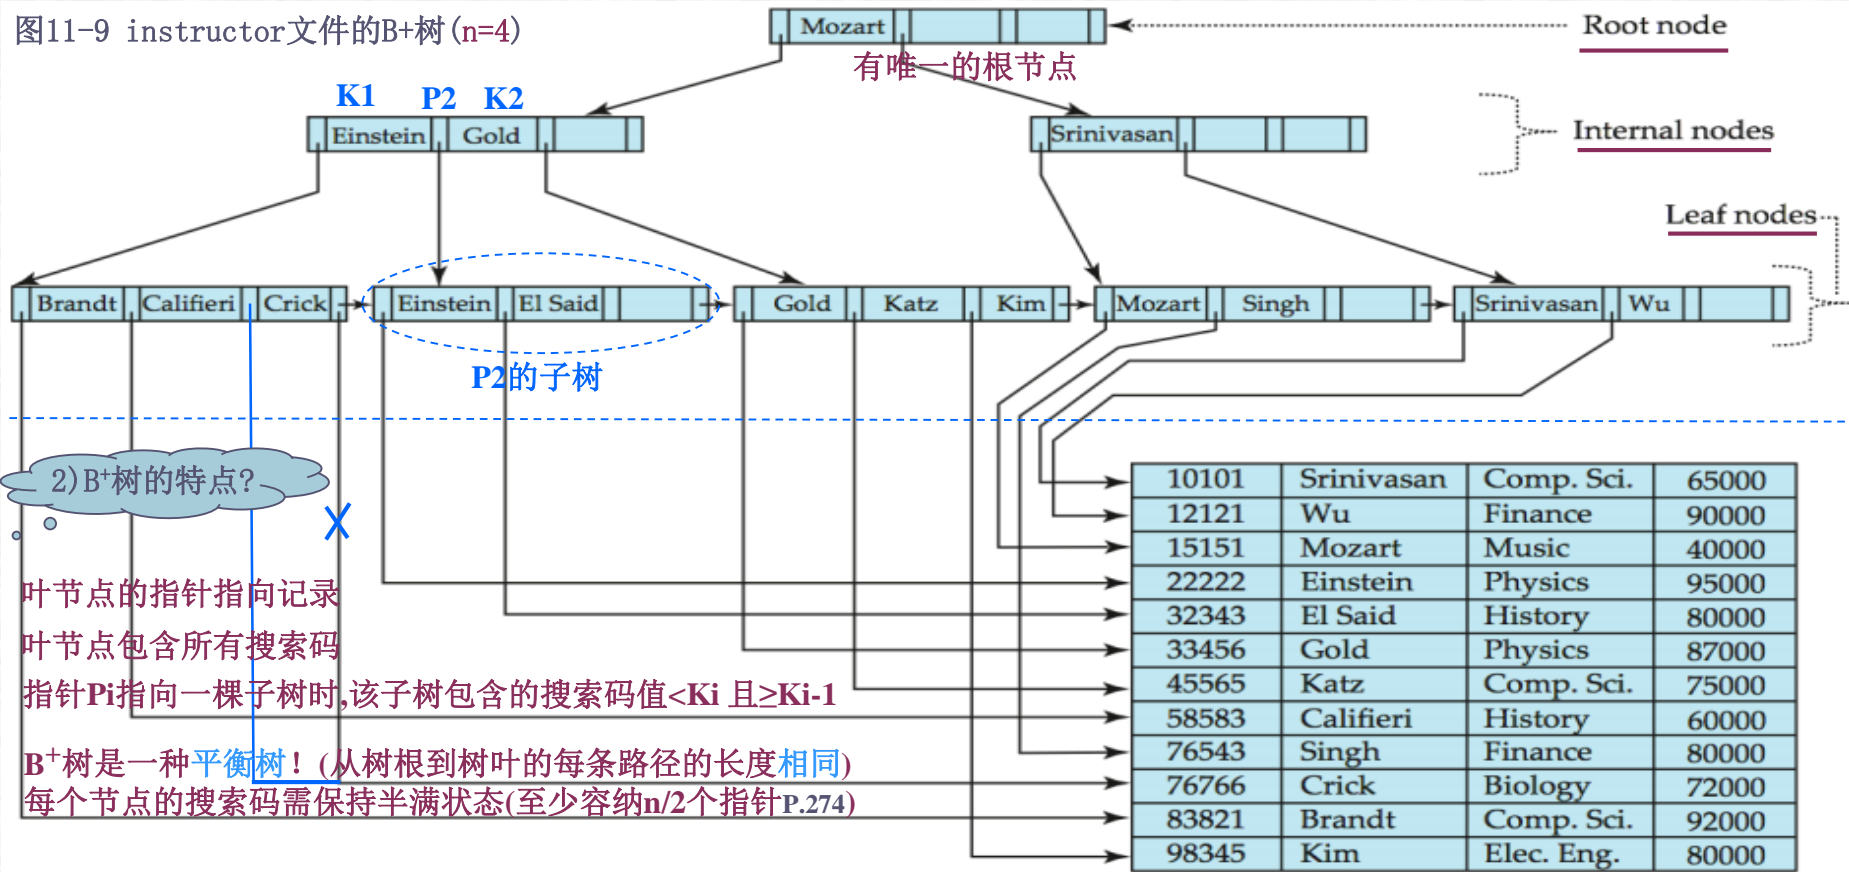 图11-9 instructor文件的B+树(n=4)
Mozart
Root node
有唯一的根节点
K1 P2 K2
Einstein Gold
Srinivasan
Internal nodes
Leaf nodes
Brandt Califieri Crick
Einstein El Said
Gold Katz Kim
Mozart Singh
Srinivasan Wu
P2的子树
2)B+树的特点?
叶节点的指针指向记录
叶节点包含所有搜索码
指针Pi指向一棵子树时,该子树包含的搜索码值<Ki 且≥Ki-1
B+树是一种平衡树! (从树根到树叶的每条路径的长度相同)
每个节点的搜索码需保持半满状态(至少容纳n/2个指针P.274)
10101 Srinivasan Comp. Sci. 65000
12121 Wu Finance 90000
15151 Mozart Music 40000
22222 Einstein Physics 95000
32343 El Said History 80000
33456 Gold Physics 87000
45565 Katz Comp. Sci. 75000
58583 Califieri History 60000
76543 Singh Finance 80000
76766 Crick Biology 72000
83821 Brandt Comp. Sci. 92000
98345 Kim Elec. Eng. 80000